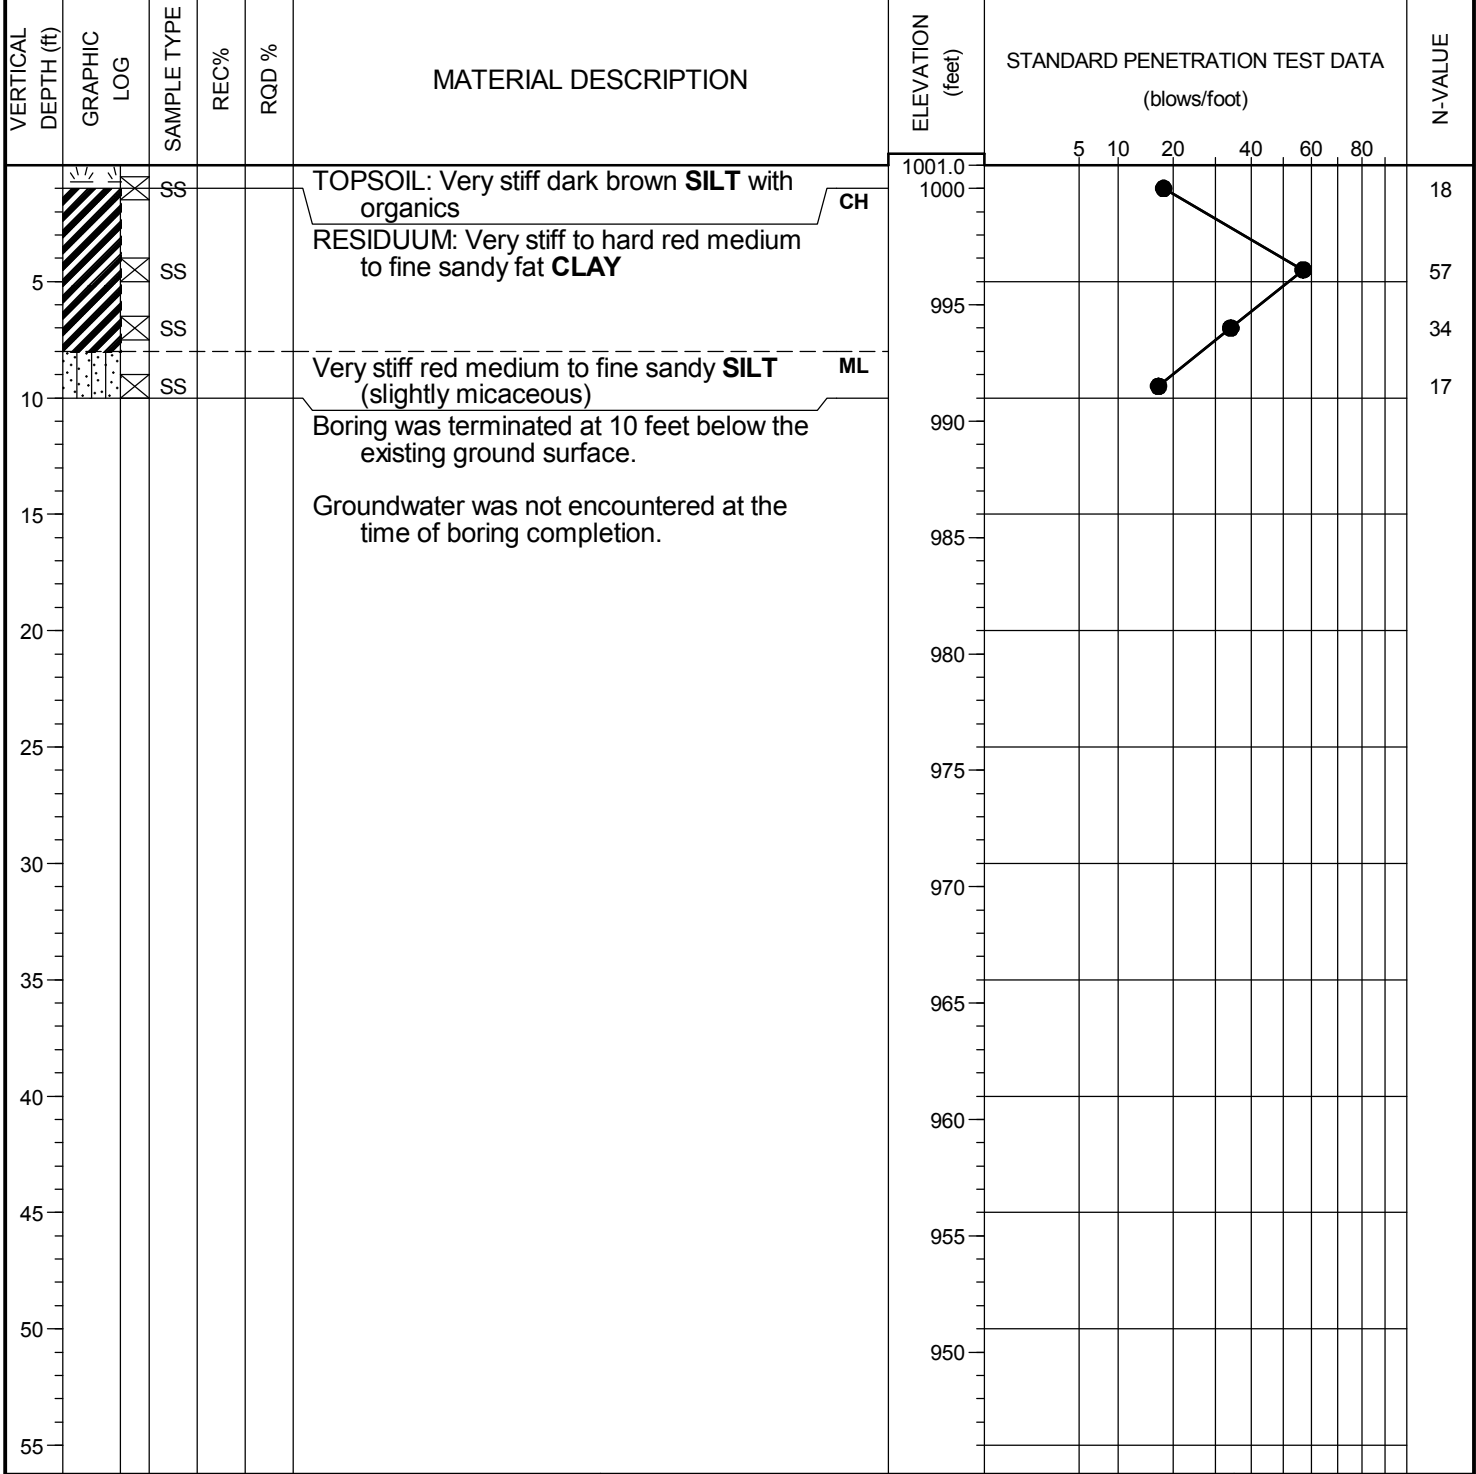 VERTICAL
DEPTH (ft)
GRAPHIC
LOG
SAMPLE TYPE
REC%
RQD %
MATERIAL DESCRIPTION
ELEVATION
(feet)
STANDARD PENETRATION TEST DATA
(blows/foot)
5 10 20 40 60 80
N-VALUE
1001.0
SS
TOPSOIL: Very stiff dark brown SILT with
organics
CH
1000
18
RESIDUUM: Very stiff to hard red medium
to fine sandy fat CLAY
5
SS
57
995
SS
34
Very stiff red medium to fine sandy SILT
(slightly micaceous)
ML
SS
17
10
Boring was terminated at 10 feet below the
existing ground surface.
990
Groundwater was not encountered at the
time of boring completion.
15
985
20
980
25
975
30
970
35
965
40
960
45
955
50
950
55